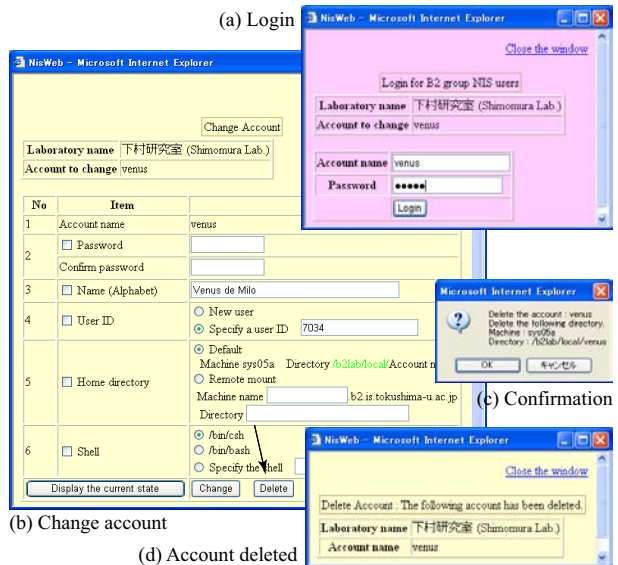 (a) Login
NisWeb - Microsoft Internet Explorer
Close the window
Login for B2 group NIS users
Laboratory name 下村研究室 (Shimomura Lab.)
Account to change venus
Account name venus
Password ●●●●●
Login
NisWeb - Microsoft Internet Explorer
Change Account
Laboratory name 下村研究室 (Shimomura Lab.)
Account to change venus
No Item
1 Account name venus
2 Password
Confirm password
3 Name (Alphabet) Venus de Milo
4 User ID New user
Specify a user ID 7034
5 Home directory Default
Machine sys05a Directory /b2lab/local/Account n
Remote mount
Machine name .b2.is.tokushima-u.ac.jp
Directory
6 Shell /bin/csh
/bin/bash
Specify the shell
Display the current state Change Delete
(b) Change account
Microsoft Internet Explorer
Delete the account : venus
Delete the following directory.
Machine : sys05a
Directory : /b2lab/local/venus
OK キャンセル
(c) Confirmation
NisWeb - Microsoft Internet Explorer
Close the window
Delete Account : The following account has been deleted.
Laboratory name 下村研究室 (Shimomura Lab.)
Account name venus
(d) Account deleted